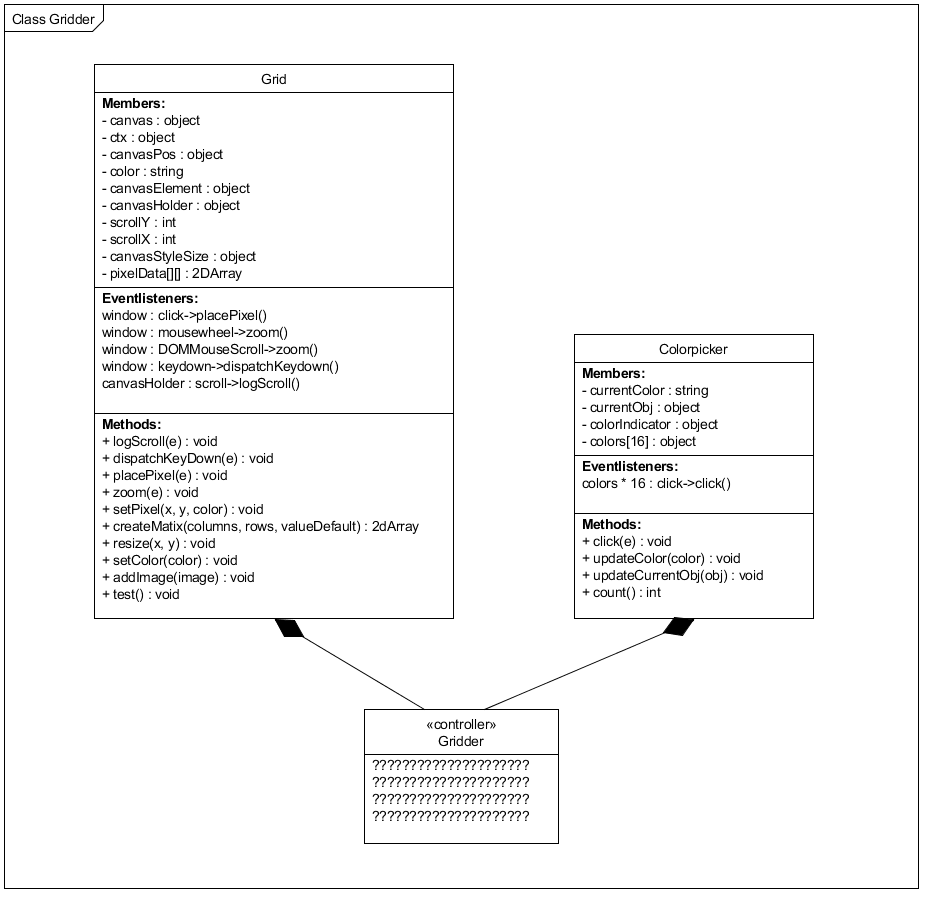 Class Gridder
Grid
Members:
- canvas : object
- ctx : object
- canvasPos : object
- color : string
- canvasElement : object
- canvasHolder : object
- scrollY : int
- scrollX : int
- canvasStyleSize : object
- pixelData[][] : 2DArray
Eventlisteners:
window : click->placePixel()
window : mousewheel->zoom()
window : DOMMouseScroll->zoom()
window : keydown->dispatchKeydown()
canvasHolder : scroll->logScroll()
Methods:
+ logScroll(e) : void
+ dispatchKeyDown(e) : void
+ placePixel(e) : void
+ zoom(e) : void
+ setPixel(x, y, color) : void
+ createMatix(columns, rows, valueDefault) : 2dArray
+ resize(x, y) : void
+ setColor(color) : void
+ addImage(image) : void
+ test() : void
Colorpicker
Members:
- currentColor : string
- currentObj : object
- colorIndicator : object
- colors[16] : object
Eventlisteners:
colors * 16 : click->click()
Methods:
+ click(e) : void
+ updateColor(color) : void
+ updateCurrentObj(obj) : void
+ count() : int
«controller»
Gridder
?????????????????????
?????????????????????
?????????????????????
?????????????????????